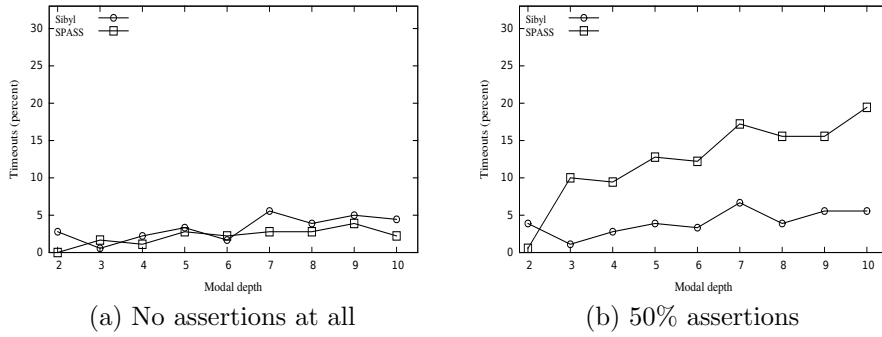 Sibyl
SPASS
Timeouts (percent)
30
25
20
15
10
5
0
2 3 4 5 6 7 8 9 10
Modal depth
(a) No assertions at all
Sibyl
SPASS
Timeouts (percent)
30
25
20
15
10
5
0
2 3 4 5 6 7 8 9 10
Modal depth
(b) 50% assertions